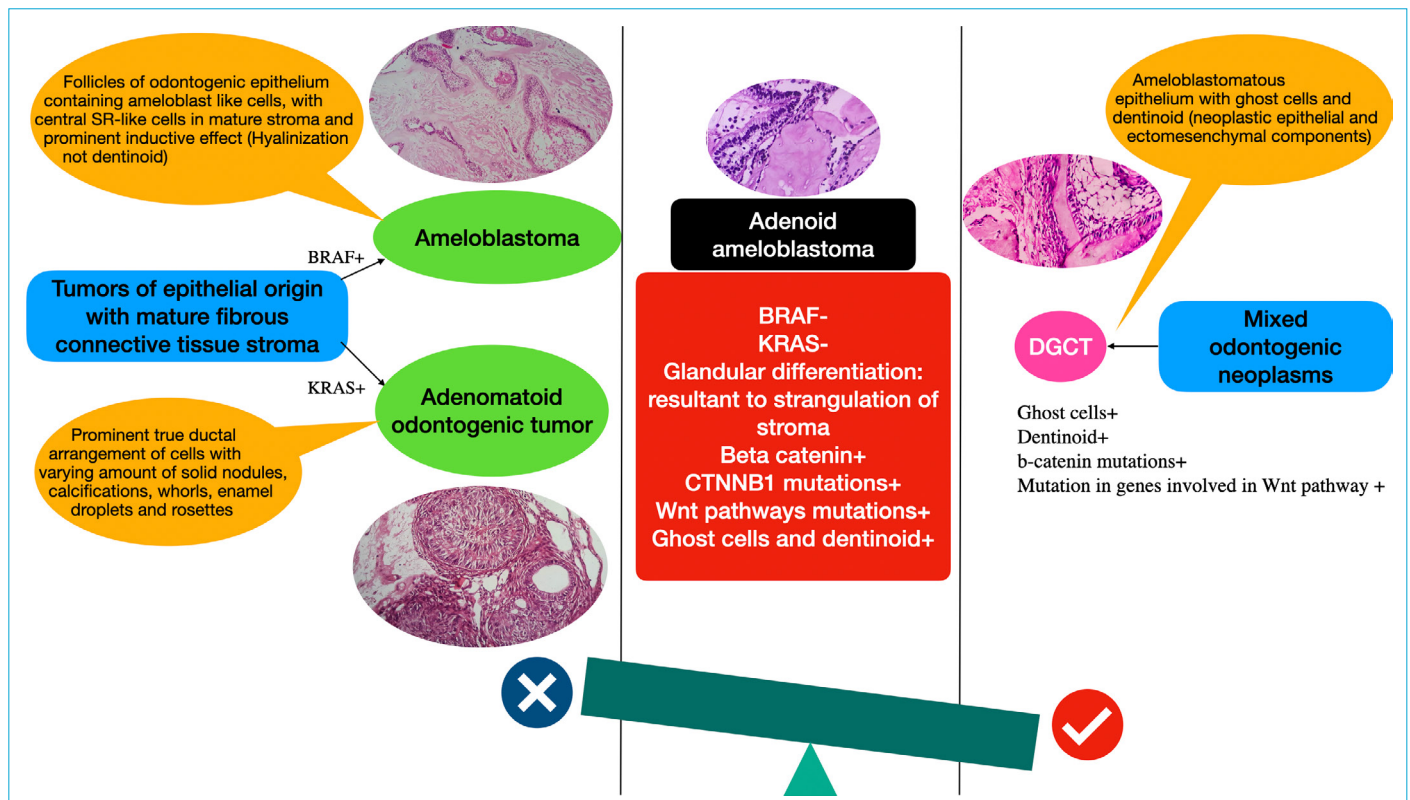 Follicles of odontogenic epithelium
containing ameloblast like cells, with
central SR-like cells in mature stroma and
prominent inductive effect (Hyalinization
not dentinoid)
Ameloblastoma
BRAF+
Tumors of epithelial origin
with mature fibrous
connective tissue stroma
KRAS+
Adenomatoid
odontogenic tumor
Prominent true ductal
arrangement of cells with
varying amount of solid nodules,
calcifications, whorls, enamel
droplets and rosettes
Adenoid
ameloblastoma
BRAF-
KRAS-
Glandular differentiation:
resultant to strangulation of
stroma
Beta catenin+
CTNNB1 mutations+
Wnt pathways mutations+
Ghost cells and dentinoid+
Ameloblastomatous
epithelium with ghost cells and
dentinoid (neoplastic epithelial and
ectomesenchymal components)
DGCT
Mixed
odontogenic
neoplasms
Ghost cells+
Dentinoid+
b-catenin mutations+
Mutation in genes involved in Wnt pathway +